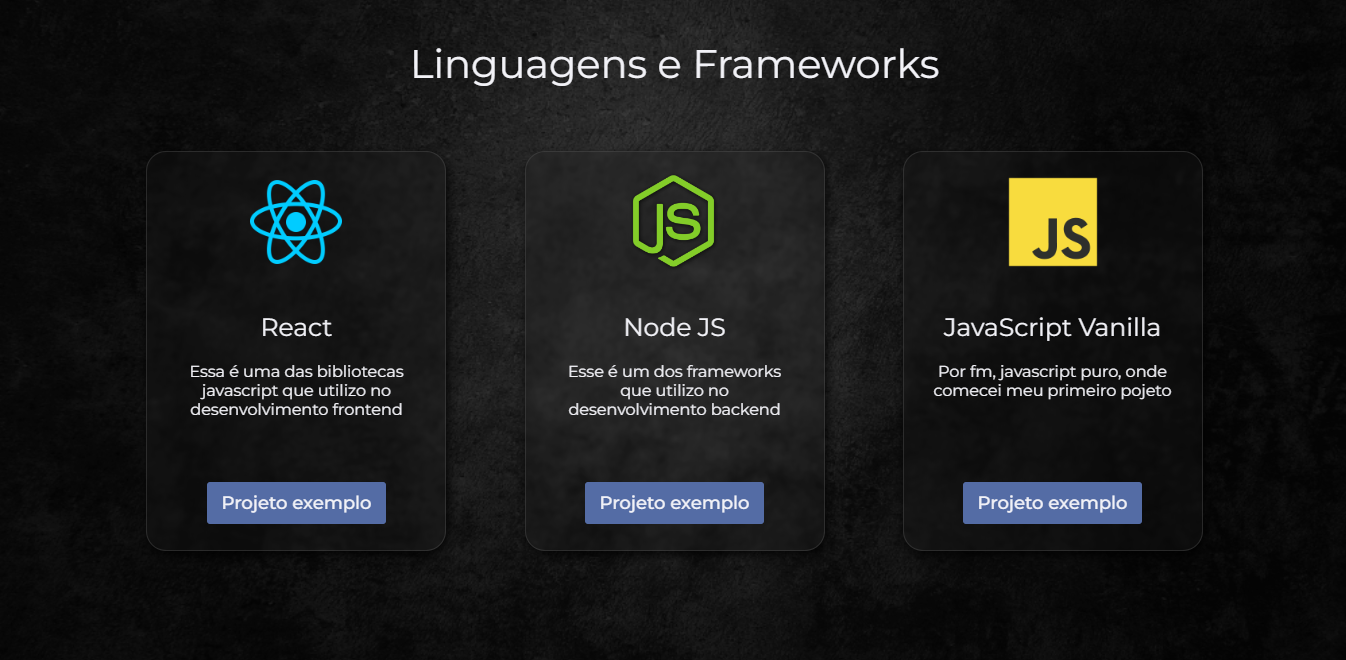 Linguagens e Frameworks
JS
JS
React
Node JS
JavaScript Vanilla
Essa é uma das bibliotecas
javascript que utilizo no
desenvolvimento frontend
Esse é um dos frameworks
que utilizo no
desenvolvimento backend
Por fm, javascript puro, onde
comecei meu primeiro pojeto
Projeto exemplo
Projeto exemplo
Projeto exemplo